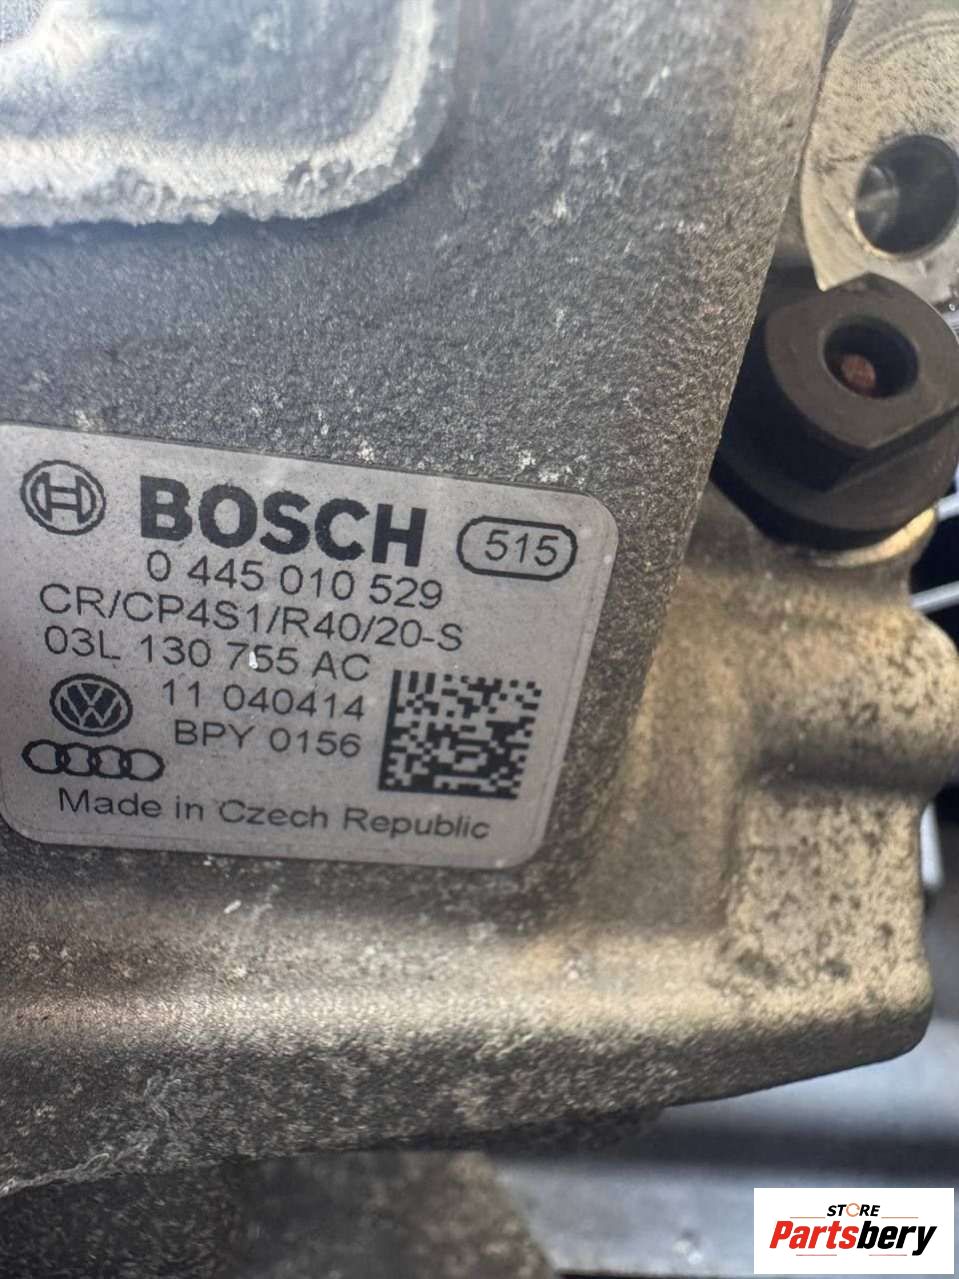 BOSCH 515
0 445 010 529
CR/CP4S1/R40/20-S
03L 130 755 AC
11 040414
BPY 0156
Made in Czech Republic
STORE
Partsbery